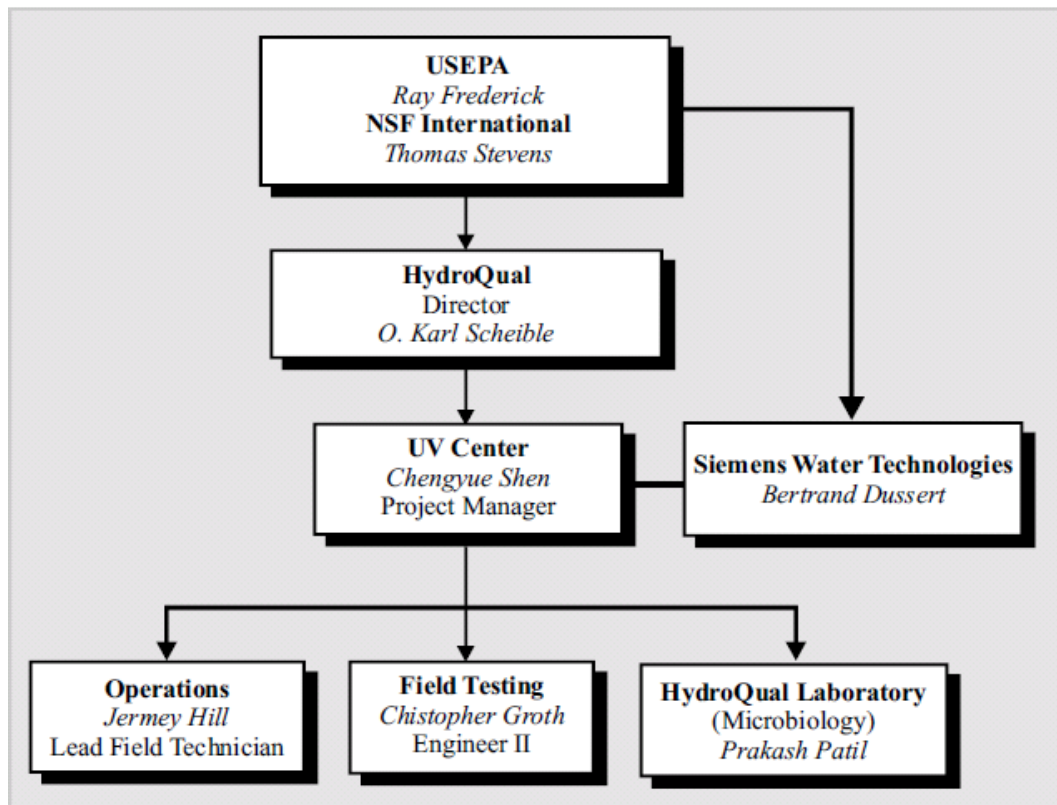 USEPA
Ray Frederick
NSF International
Thomas Stevens
HydroQual
Director
O. Karl Scheible
UV Center
Chengyue Shen
Project Manager
Siemens Water Technologies
Bertrand Dussert
Operations
Jermey Hill
Lead Field Technician
Field Testing
Chistopher Groth
Engineer II
HydroQual Laboratory
(Microbiology)
Prakash Patil